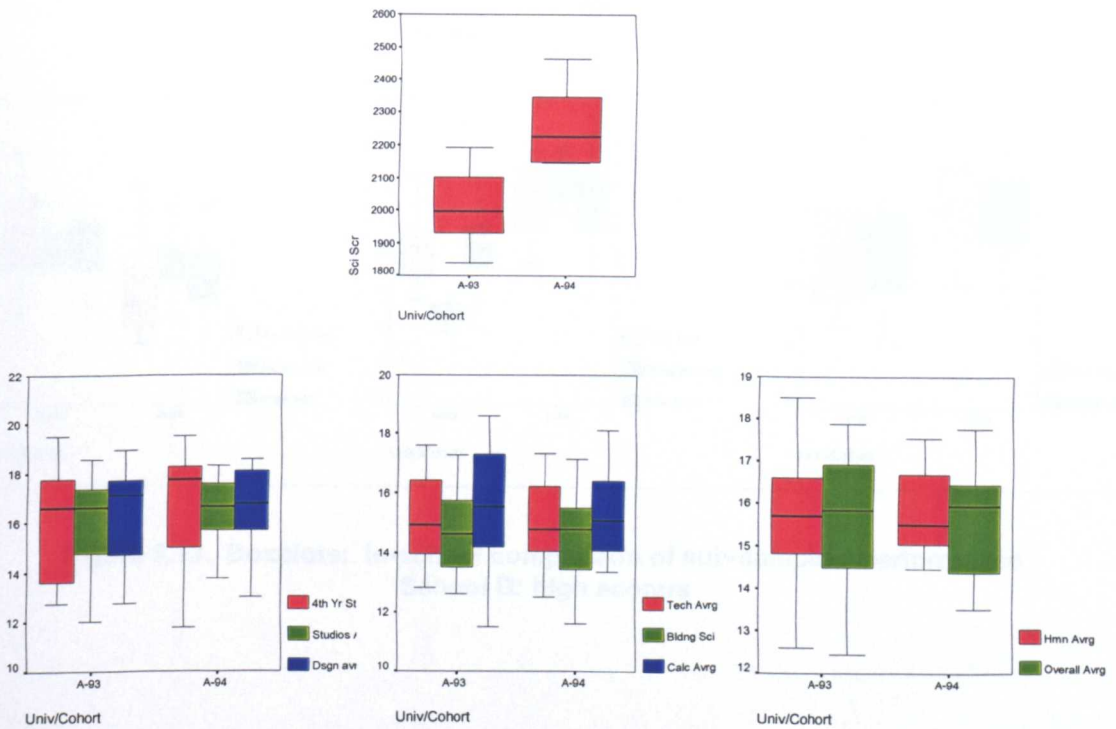 2600
2500
2400
2300
2200
2100
2000
1900
1800
Sci Scr
A-93 A-94
Univ/Cohort
22
20
18
16
14
12
10
4th Yr St
Studios
Dsgn avr
A-93 A-94
Univ/Cohort
20
18
16
14
12
10
Tech Avrg
Bldng Sci
Calc Avrg
A-93 A-94
Univ/Cohort
19
18
17
16
15
14
13
12
Hmn Avrg
Overall Avrg
A-93 A-94
Univ/Cohort